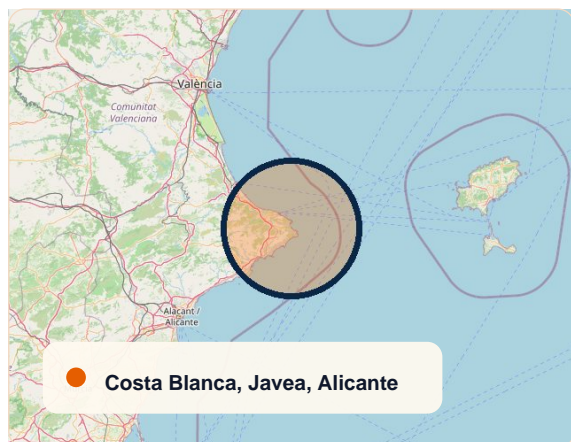 València
Comunitat
Valenciana
Alacant /
Alicante
Costa Blanca, Javea, Alicante